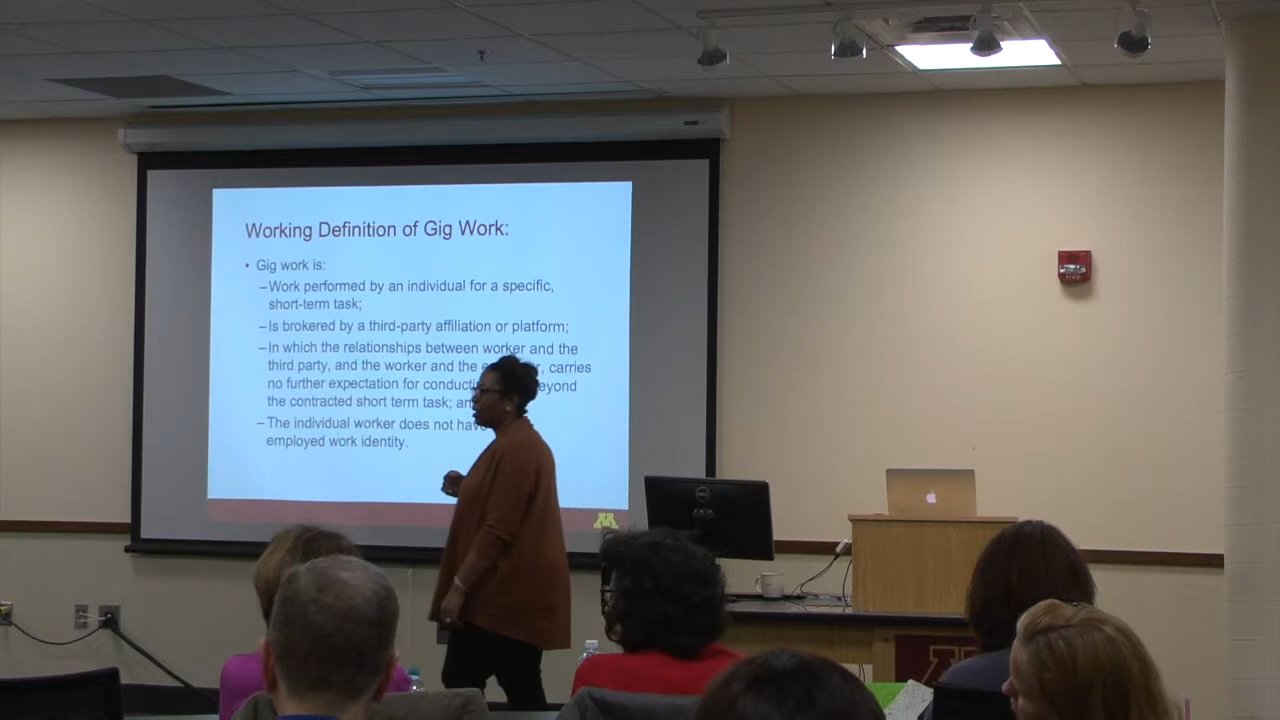 Working Definition of Gig Work:
• Gig work is:
–Work performed by an individual for a specific,
short-term task;
–Is brokered by a third-party affiliation or platform;
–In which the relationships between worker and the
third party, and the worker and the carries
no further expectation for
the contracted short term task;
–The individual worker does not
employed work identity.
M
DELL
FIRE
M